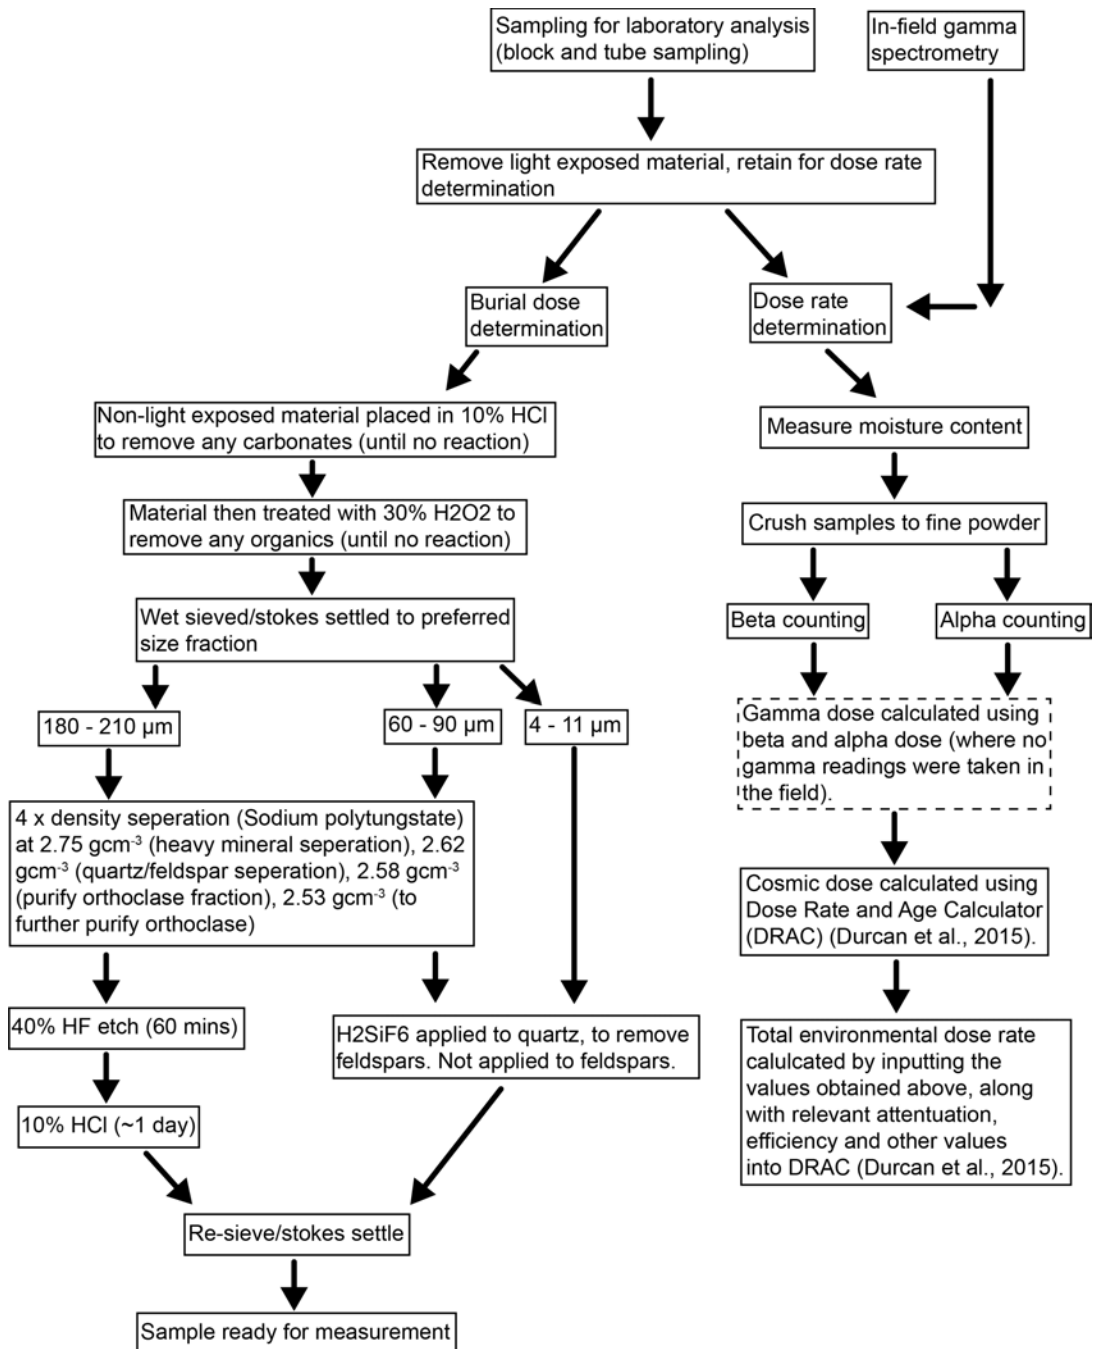 Sampling for laboratory analysis
(block and tube sampling)
In-field gamma
spectrometry
Remove light exposed material, retain for dose rate
determination
Burial dose
determination
Dose rate
determination
Non-light exposed material placed in 10% HCl
to remove any carbonates (until no reaction)
Material then treated with 30% H2O2 to
remove any organics (until no reaction)
Wet sieved/stokes settled to preferred
size fraction
180 - 210 µm
60 - 90 µm
4 - 11 µm
4 x density seperation (Sodium polytungstate)
at 2.75 gcm⁻³ (heavy mineral seperation), 2.62
gcm⁻³ (quartz/feldspar seperation), 2.58 gcm⁻³
(purify orthoclase fraction), 2.53 gcm⁻³ (to
further purify orthoclase)
40% HF etch (60 mins)
10% HCl (~1 day)
H2SiF6 applied to quartz, to remove
feldspars. Not applied to feldspars.
Re-sieve/stokes settle
Sample ready for measurement
Measure moisture content
Crush samples to fine powder
Beta counting
Alpha counting
Gamma dose calculated using
beta and alpha dose (where no
gamma readings were taken in
the field).
Cosmic dose calculated using
Dose Rate and Age Calculator
(DRAC) (Durcan et al., 2015).
Total environmental dose rate
calulcated by inputting the
values obtained above, along
with relevant attentuation,
efficiency and other values
into DRAC (Durcan et al., 2015).